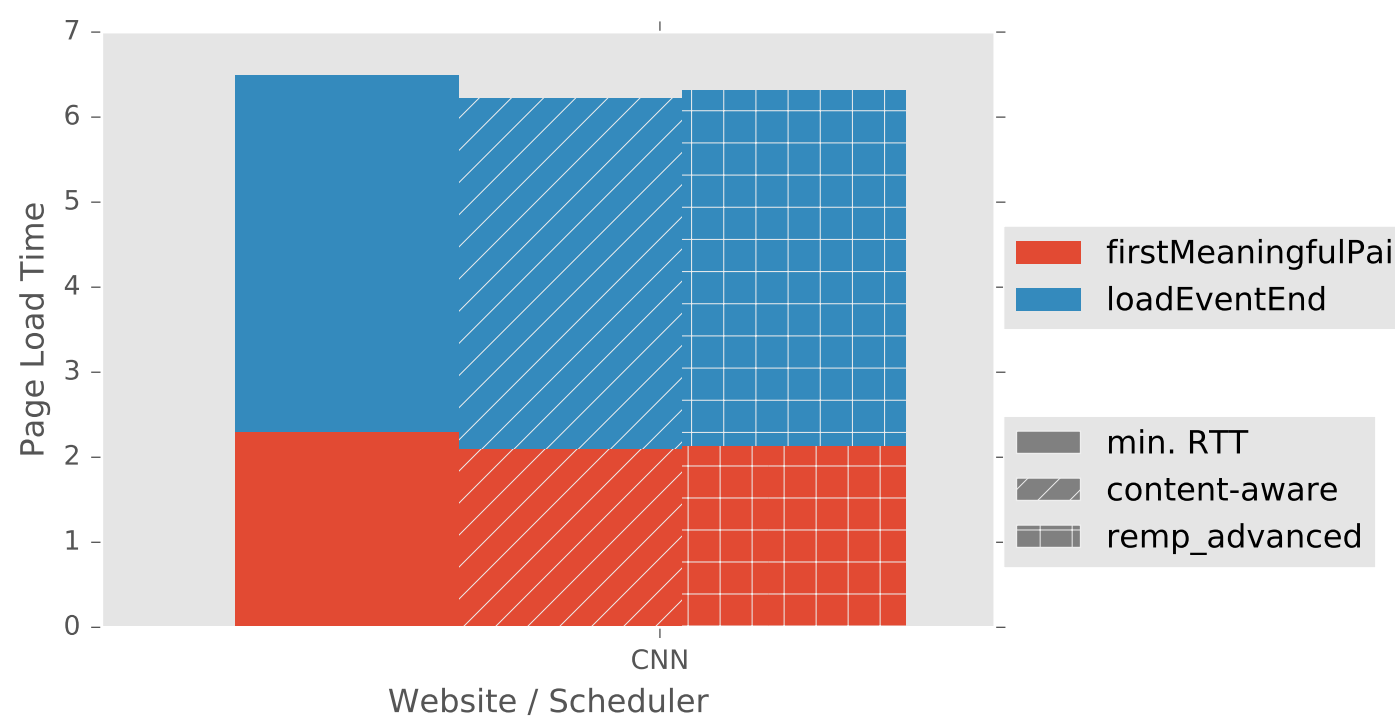 7
6
5
4
3
2
1
0
Page Load Time
CNN
Website / Scheduler
firstMeaningfulPai
loadEventEnd
min. RTT
content-aware
remp_advanced